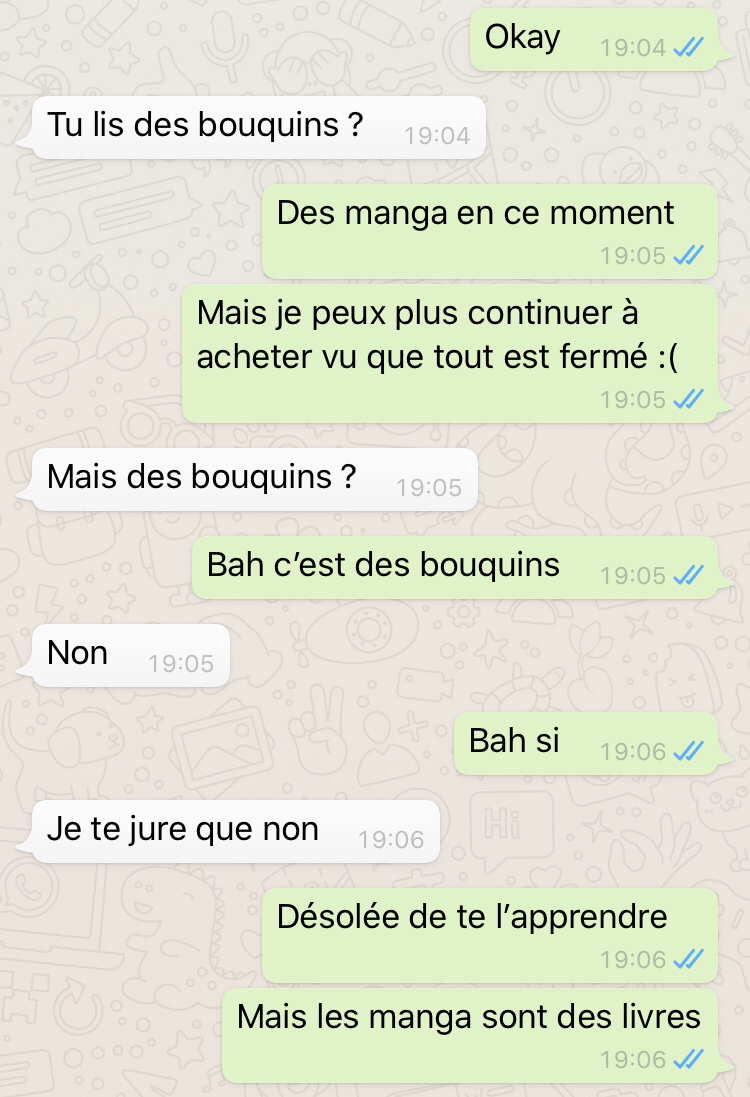 Okay 19:04
Tu lis des bouquins ? 19:04
Des manga en ce moment
19:05
Mais je peux plus continuer à
acheter vu que tout est fermé :(
19:05
Mais des bouquins ? 19:05
Bah c’est des bouquins 19:05
Non 19:05
Bah si 19:06
Je te jure que non 19:06
Hi
Désolée de te l’apprendre
19:06
Mais les manga sont des livres
19:06